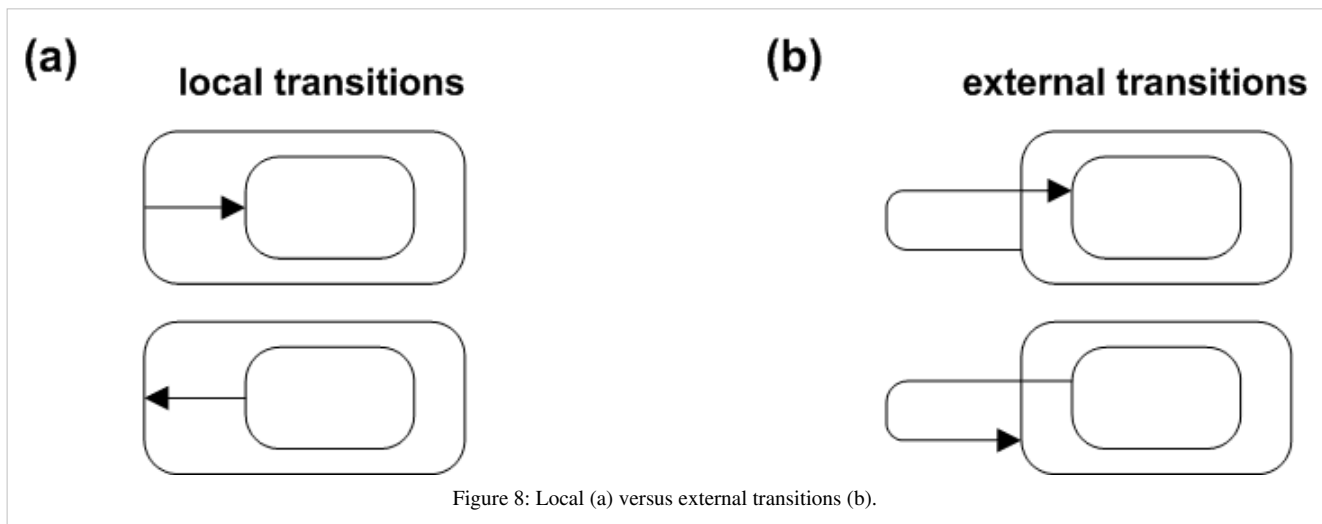 (a)
local transitions
(b)
external transitions
Figure 8: Local (a) versus external transitions (b).